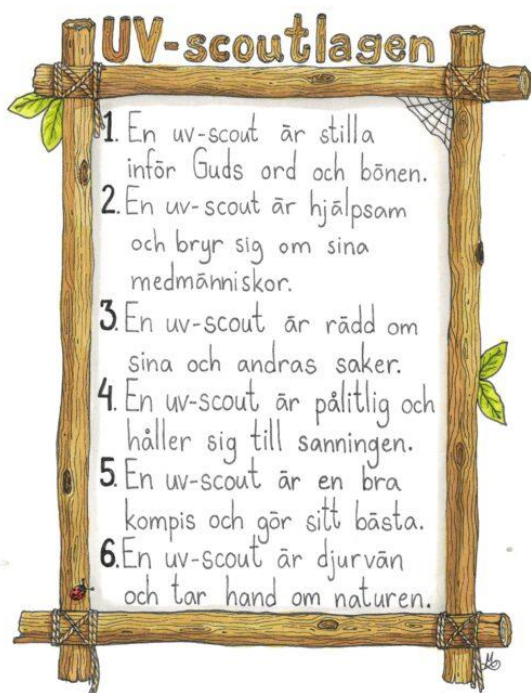 UV-scoutlagen
1. En uv-scout är stilla
inför Guds ord och bönen.
2. En uv-scout är hjälpsam
och bryr sig om sina
medmänniskor.
3. En uv-scout är rädd om
sina och andras saker.
4. En uv-scout är pålitlig och
håller sig till sanningen.
5. En uv-scout är en bra
kompis och gör sitt bästa.
6. En uv-scout är djurvän
och tar hand om naturen.